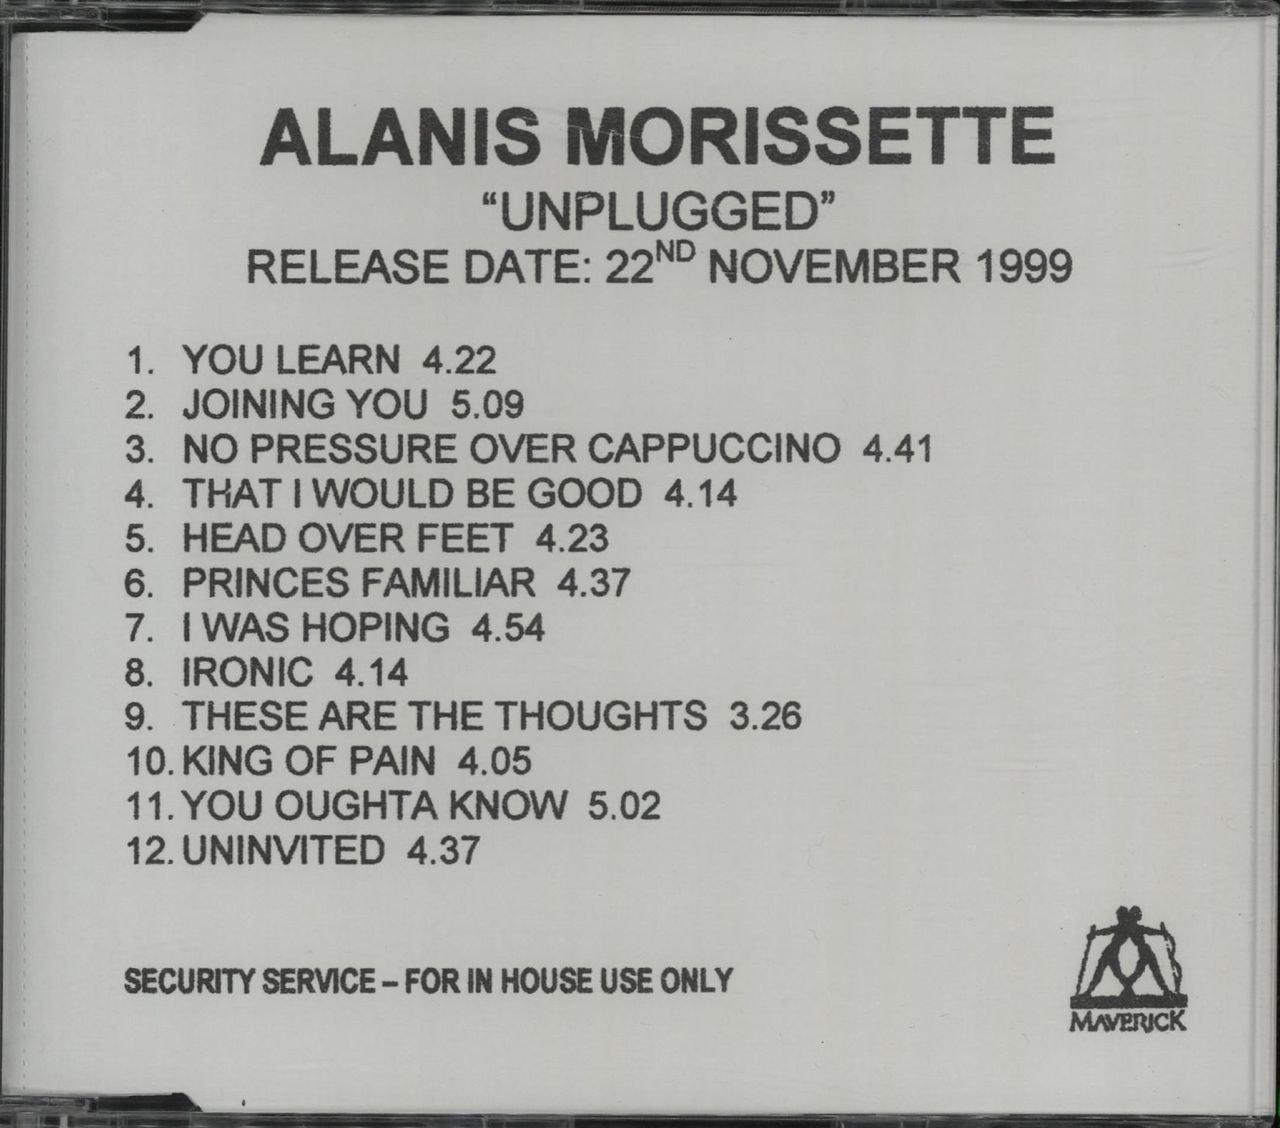 ALANIS MORISSETTE
“UNPLUGGED”
RELEASE DATE: 22ND NOVEMBER 1999
1. YOU LEARN 4.22
2. JOINING YOU 5.09
3. NO PRESSURE OVER CAPPUCCINO 4.41
4. THAT I WOULD BE GOOD 4.14
5. HEAD OVER FEET 4.23
6. PRINCES FAMILIAR 4.37
7. I WAS HOPING 4.54
8. IRONIC 4.14
9. THESE ARE THE THOUGHTS 3.26
10. KING OF PAIN 4.05
11. YOU OUGHTA KNOW 5.02
12. UNINVITED 4.37
SECURITY SERVICE – FOR IN HOUSE USE ONLY
MAVERICK